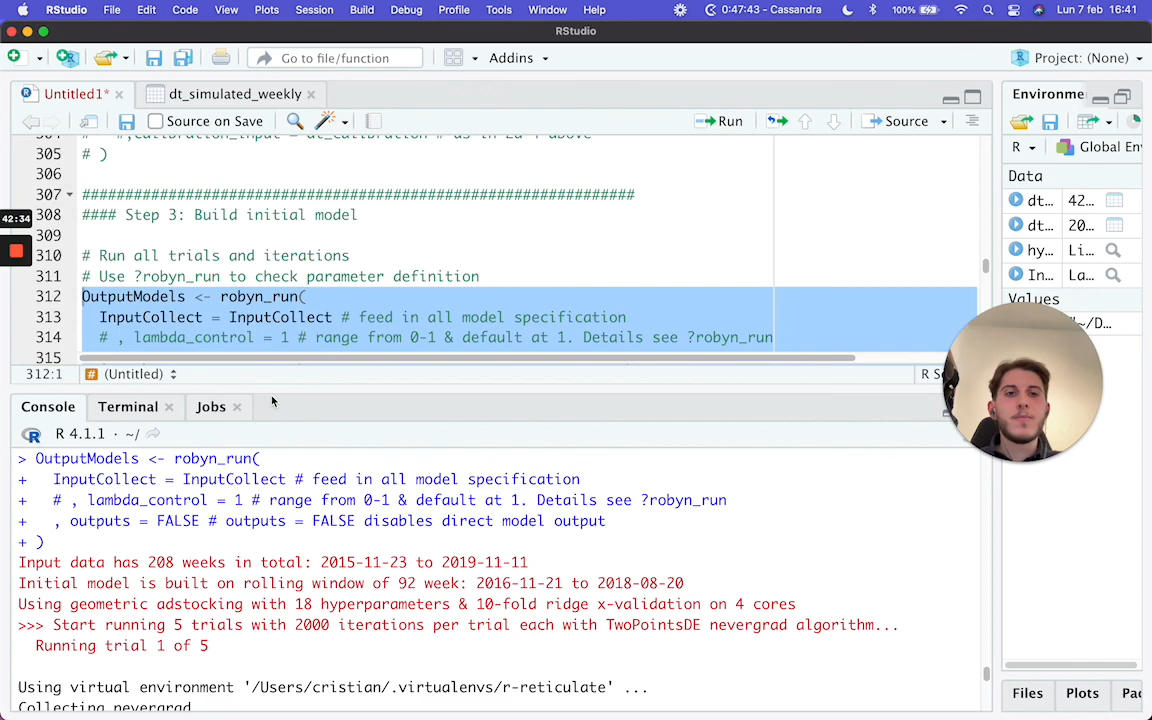 RStudio File Edit Code View Plots Session Build Debug Profile Tools Window Help 0:47:43 - Cassandra 100% Lun 7 feb 16:41
RStudio
Go to file/function Addins Project: (None)
Untitled1* dt_simulated_weekly Environme
Source on Save Run Source
R Global Env
305 # )
306
307 ################################################################
308 #### Step 3: Build initial model
309
310 # Run all trials and iterations
311 # Use ?robyn_run to check parameter definition
312 OutputModels <- robyn_run(
313 InputCollect = InputCollect # feed in all model specification
314 # , lambda_control = 1 # range from 0-1 & default at 1. Details see ?robyn_run
315
42:34
312:1 # (Untitled) R S
Data
dt... 42...
dt... 20...
hy... Li...
In... La...
Values
"~/D...
Console Terminal Jobs
R 4.1.1 · ~/
> OutputModels <- robyn_run(
+ InputCollect = InputCollect # feed in all model specification
+ # , lambda_control = 1 # range from 0-1 & default at 1. Details see ?robyn_run
+ , outputs = FALSE # outputs = FALSE disables direct model output
+ )
Input data has 208 weeks in total: 2015-11-23 to 2019-11-11
Initial model is built on rolling window of 92 week: 2016-11-21 to 2018-08-20
Using geometric adstocking with 18 hyperparameters & 10-fold ridge x-validation on 4 cores
>>> Start running 5 trials with 2000 iterations per trial each with TwoPointsDE nevergrad algorithm...
Running trial 1 of 5
Using virtual environment '/Users/cristian/.virtualenvs/r-reticulate' ...
Collecting nevergrad
Files Plots Pac